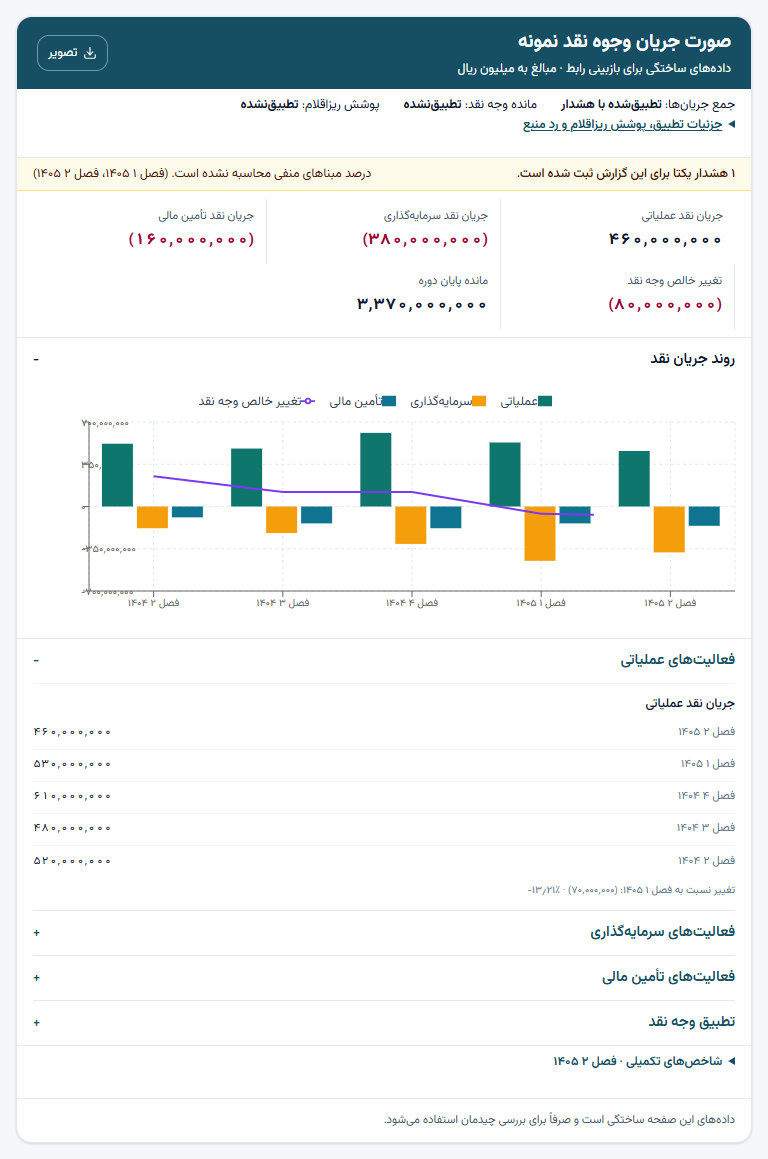 صورت جریان وجوه نقد نمونه
تصویر
داده‌های ساختگی برای بازبینی رابط · مبالغ به میلیون ریال
جمع جریان‌ها: تطبیق‌شده با هشدار مانده وجوه نقد: تطبیق‌نشده پوشش ریزاقلام: تطبیق‌نشده
◀ جزئیات تطبیق، پوشش ریزاقلام و رد منبع
۱ هشدار یکتا برای این گزارش ثبت شده است. درصد مبناهای منفی محاسبه نشده است. (فصل ۱ ۱۴۰۵، فصل ۲ ۱۴۰۵)
جریان نقد عملیاتی
۴۶۰,۰۰۰,۰۰۰
جریان نقد سرمایه‌گذاری
(۳۸۰,۰۰۰,۰۰۰)
جریان نقد تأمین مالی
(۱۶۰,۰۰۰,۰۰۰)
تغییر خالص وجه نقد
(۸۰,۰۰۰,۰۰۰)
مانده پایان دوره
۳,۳۷۰,۰۰۰,۰۰۰
روند جریان نقد -
عملیاتی سرمایه‌گذاری تأمین مالی تغییر خالص وجه نقد
۷۰۰,۰۰۰,۰۰۰
۳۵۰,
۰
-۳۵۰,۰۰۰,۰۰۰
-۷۰۰,۰۰۰,۰۰۰
فصل ۲ ۱۴۰۴ فصل ۳ ۱۴۰۴ فصل ۴ ۱۴۰۴ فصل ۱ ۱۴۰۵ فصل ۲ ۱۴۰۵
فعالیت‌های عملیاتی -
جریان نقد عملیاتی
فصل ۲ ۱۴۰۵ ۴۶۰,۰۰۰,۰۰۰
فصل ۱ ۱۴۰۵ ۵۳۰,۰۰۰,۰۰۰
فصل ۴ ۱۴۰۴ ۶۱۰,۰۰۰,۰۰۰
فصل ۳ ۱۴۰۴ ۴۸۰,۰۰۰,۰۰۰
فصل ۲ ۱۴۰۴ ۵۲۰,۰۰۰,۰۰۰
تغییر نسبت به فصل ۱ ۱۴۰۵: (۷۰,۰۰۰,۰۰۰) · ۱۳٫۲۱٪-
فعالیت‌های سرمایه‌گذاری +
فعالیت‌های تأمین مالی +
تطبیق وجه نقد +
◀ شاخص‌های تکمیلی · فصل ۲ ۱۴۰۵
داده‌های این صفحه ساختگی است و صرفاً برای بررسی چیدمان استفاده می‌شود.